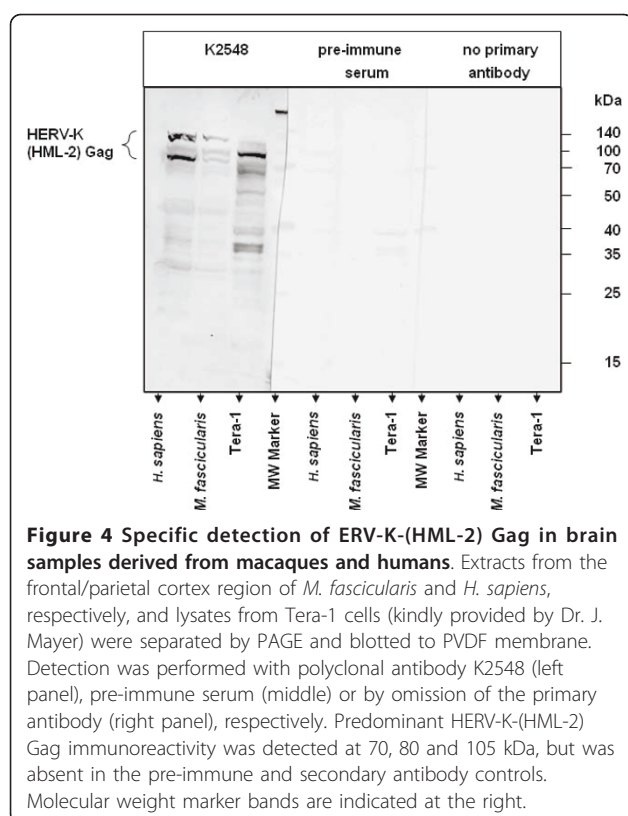 K2548
pre-immune serum
no primary antibody
kDa
HERV-K
(HML-2) Gag
140
100
70
50
40
35
25
15
H. sapiens
M. fascicularis
Tera-1
MW Marker
H. sapiens
M. fascicularis
Tera-1
MW Marker
H. sapiens
M. fascicularis
Tera-1
Figure 4 Specific detection of ERV-K-(HML-2) Gag in brain
samples derived from macaques and humans. Extracts from the
frontal/parietal cortex region of M. fascicularis and H. sapiens,
respectively, and lysates from Tera-1 cells (kindly provided by Dr. J.
Mayer) were separated by PAGE and blotted to PVDF membrane.
Detection was performed with polyclonal antibody K2548 (left
panel), pre-immune serum (middle) or by omission of the primary
antibody (right panel), respectively. Predominant HERV-K-(HML-2)
Gag immunoreactivity was detected at 70, 80 and 105 kDa, but was
absent in the pre-immune and secondary antibody controls.
Molecular weight marker bands are indicated at the right.